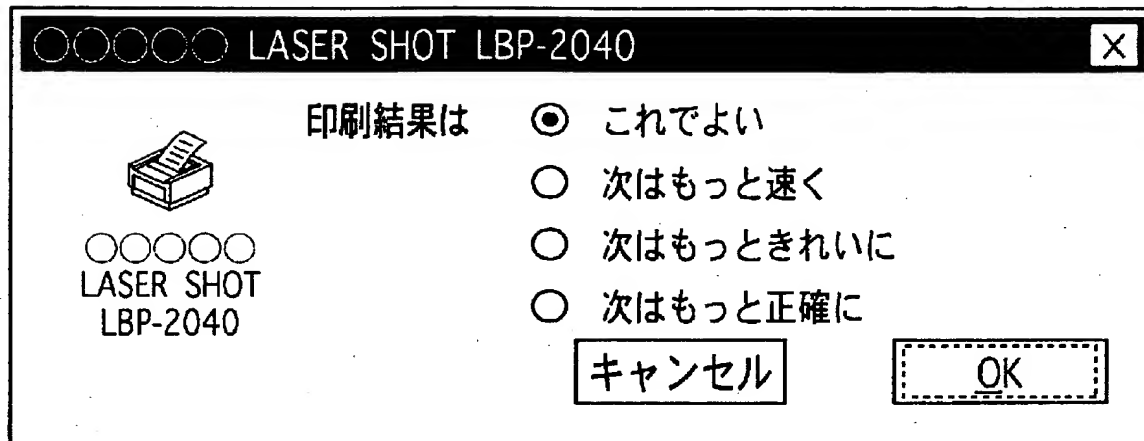 ○○○○○ LASER SHOT LBP-2040
印刷結果は
これでよい
次はもっと速く
次はもっときれいに
次はもっと正確に
○○○○○
LASER SHOT
LBP-2040
キャンセル
OK